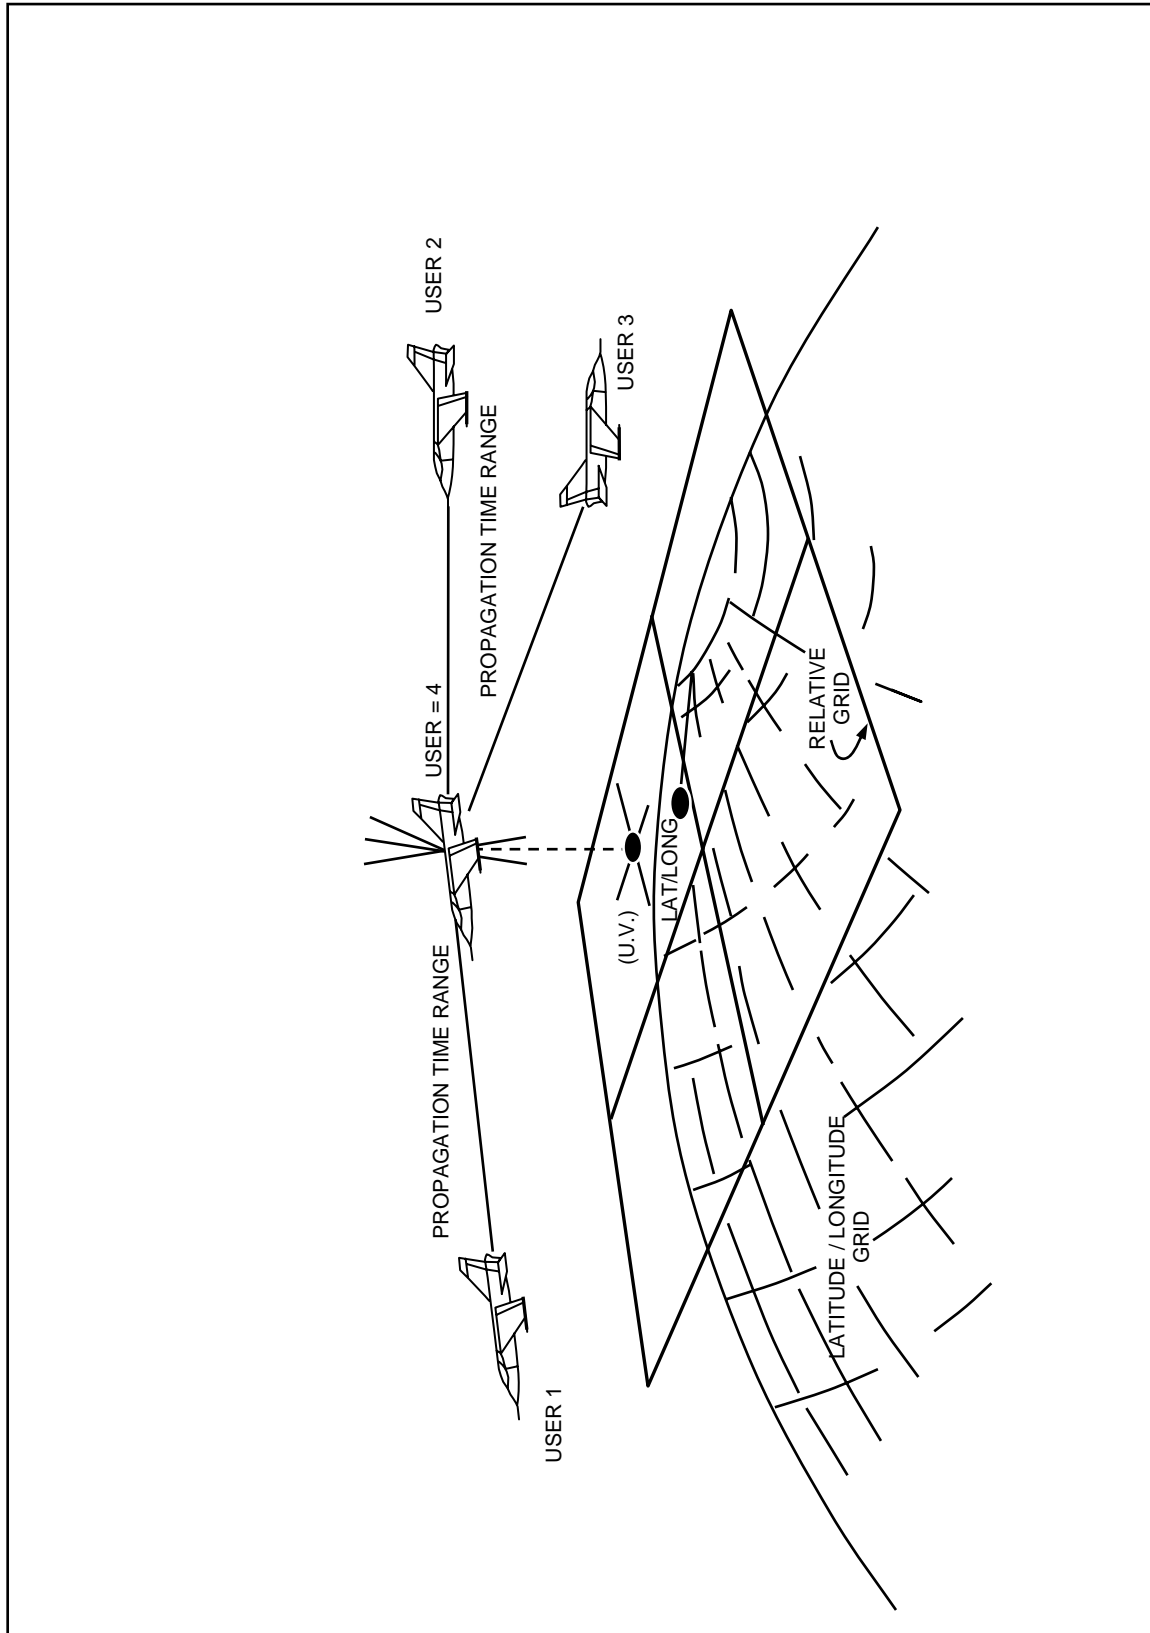 USER 2
USER 3
PROPAGATION TIME RANGE
USER = 4
PROPAGATION TIME RANGE
USER 1
(U.V.)
LAT/LONG
RELATIVE
GRID
LATITUDE / LONGITUDE
GRID